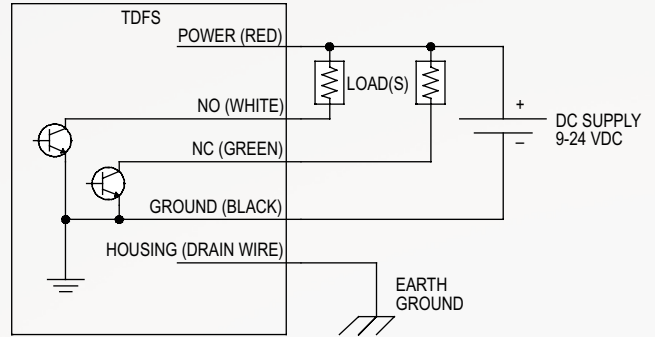 TDFS
POWER (RED)
LOAD(S)
NO (WHITE)
+
DC SUPPLY
9-24 VDC
–
NC (GREEN)
GROUND (BLACK)
HOUSING (DRAIN WIRE)
EARTH
GROUND